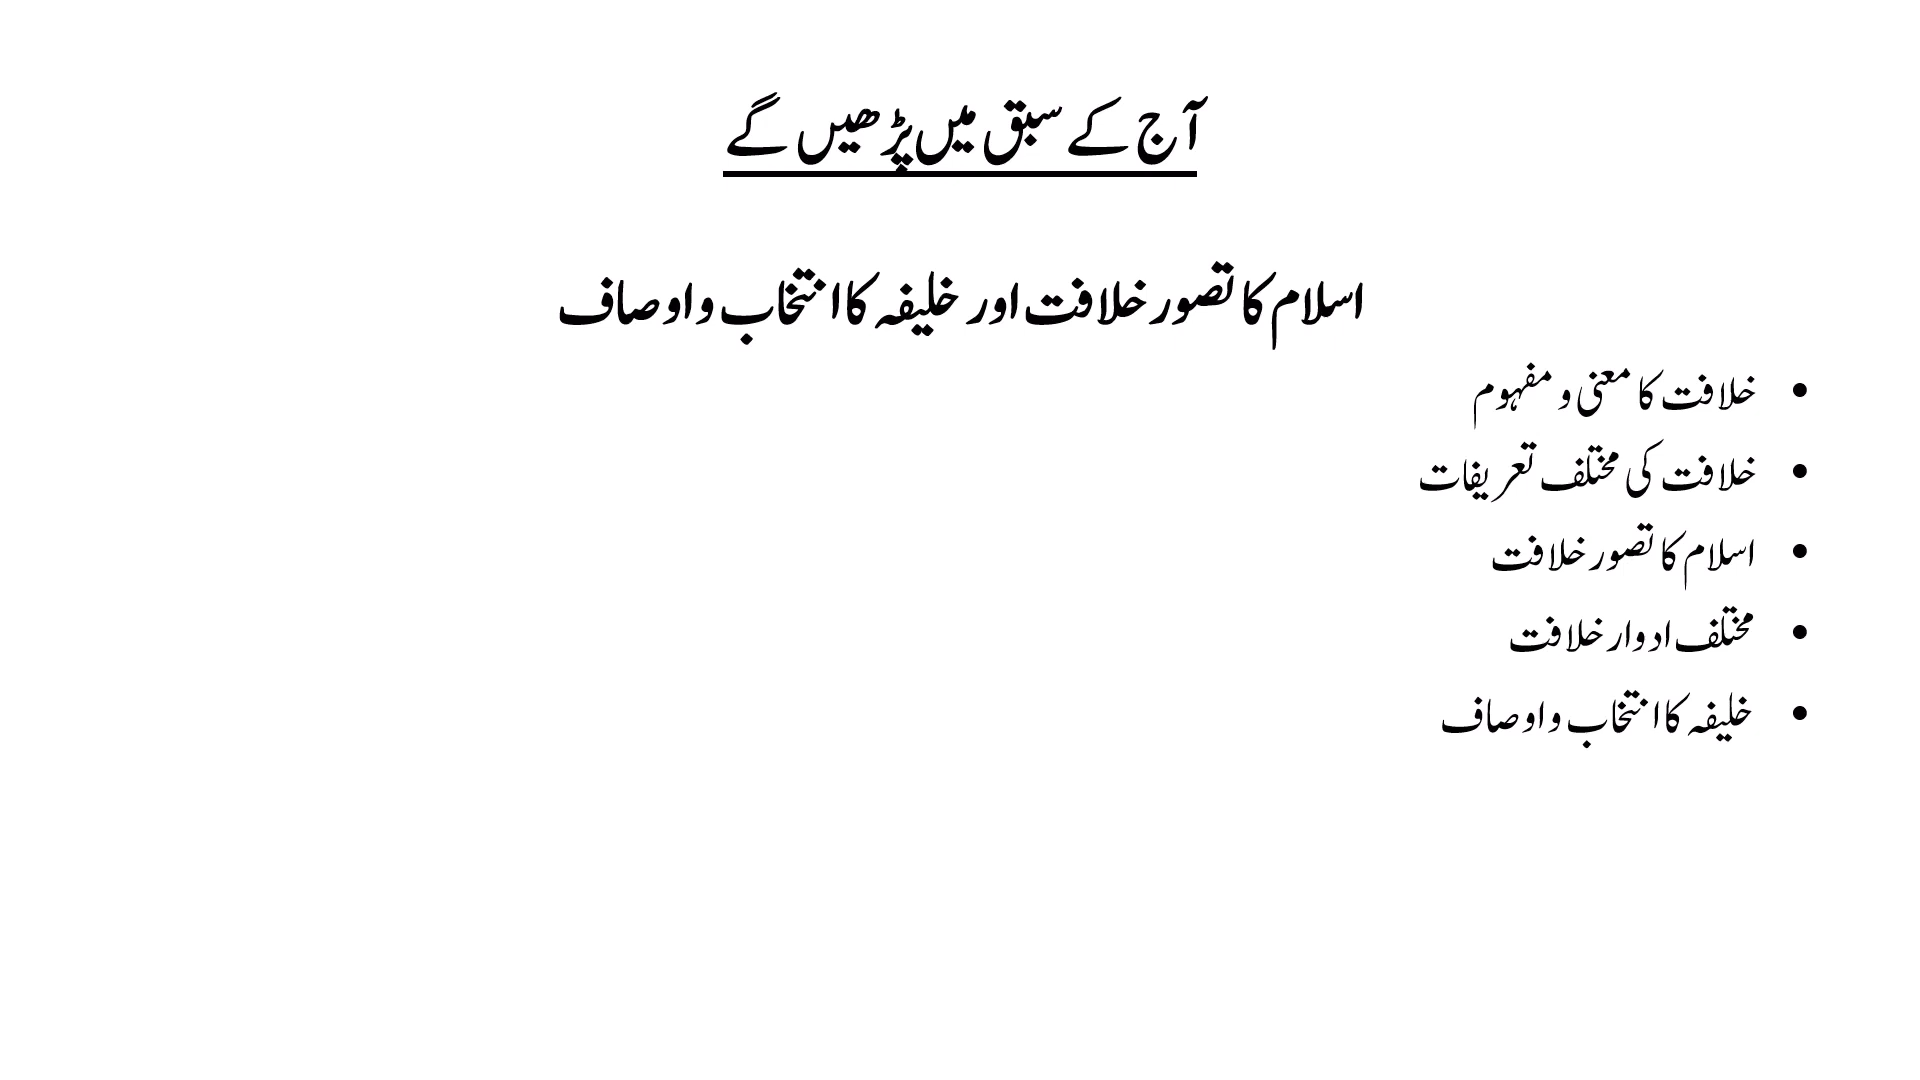 آج کے سبق میں پڑھیں گے
اسلام کا تصور خلافت اور خلیفہ کا انتخاب و اوصاف
• خلافت کا معنی و مفہوم
• خلافت کی مختلف تعریفات
• اسلام کا تصور خلافت
• مختلف ادوار خلافت
• خلیفہ کا انتخاب و اوصاف